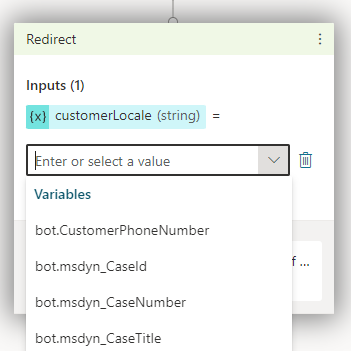 Redirect
Inputs (1)
{x} customerLocale (string) =
Enter or select a value
Variables
bot.CustomerPhoneNumber
f ...
bot.msdyn_CaseId
bot.msdyn_CaseNumber
bot.msdyn_CaseTitle